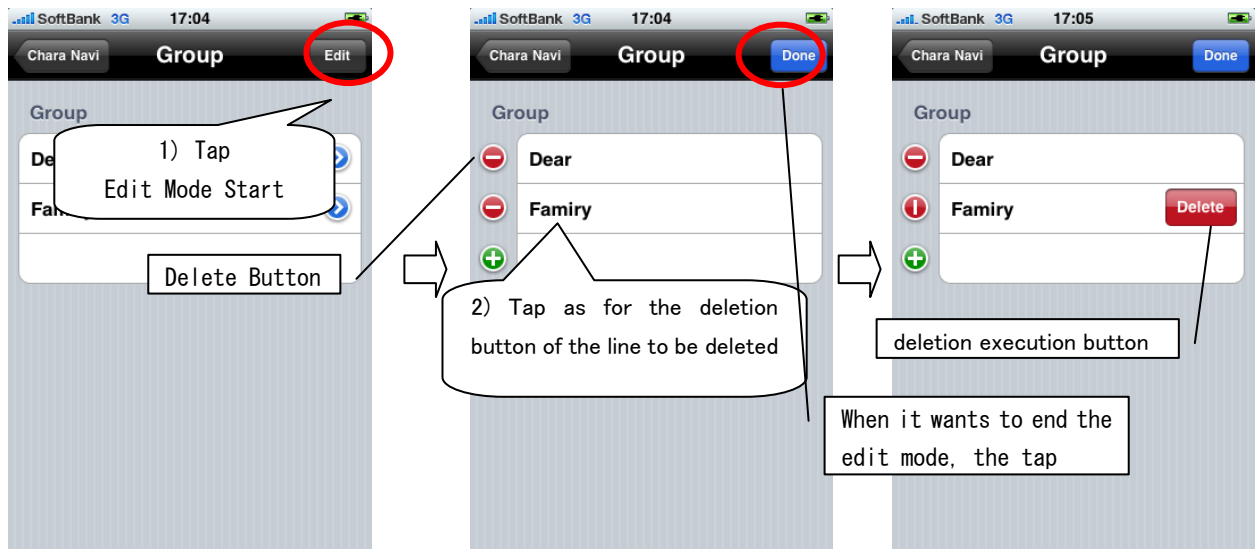 SoftBank 3G 17:04
Chara Navi Group Edit
Group
De
Fam
1) Tap
Edit Mode Start
Delete Button
SoftBank 3G 17:04
Chara Navi Group Done
Group
Dear
Famiry
2) Tap as for the deletion
button of the line to be deleted
When it wants to end the
edit mode, the tap
SoftBank 3G 17:05
Chara Navi Group Done
Group
Dear
Famiry Delete
deletion execution button